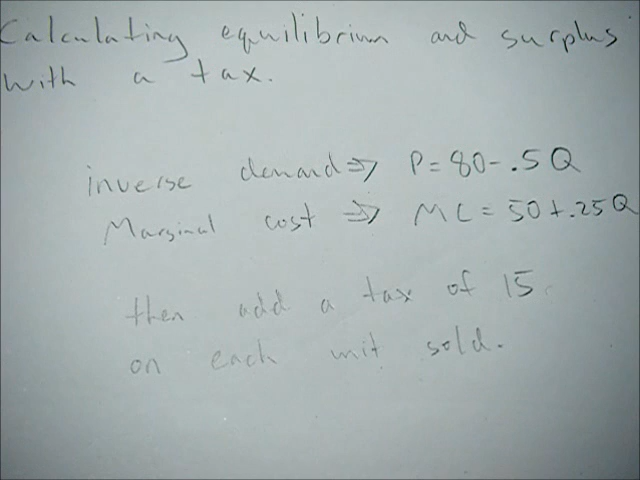 Calculating equilibrium and surplus
with a tax.
inverse demand ⇒ P = 80 - .5Q
Marginal cost ⇒ MC = 50 + .25Q
then add a tax of 15
on each unit sold.